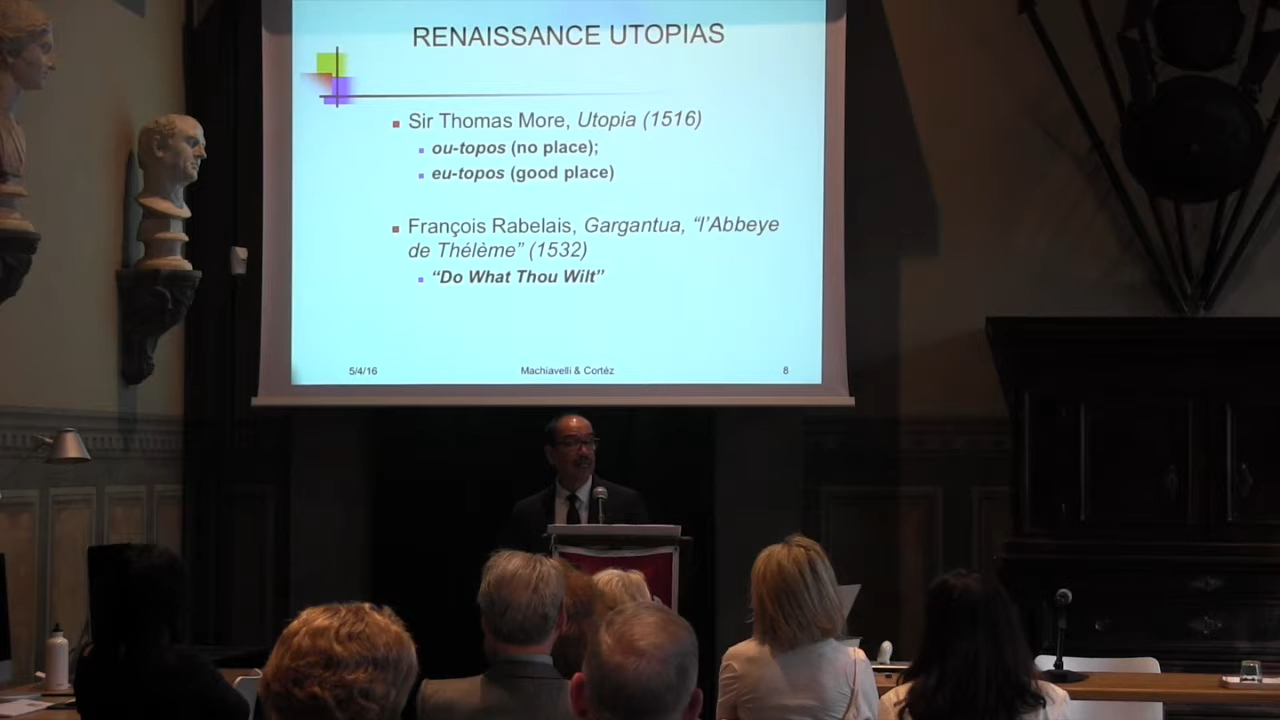 RENAISSANCE UTOPIAS
Sir Thomas More, Utopia (1516)
ou-topos (no place);
eu-topos (good place)
François Rabelais, Gargantua, “l’Abbeye
de Thélème” (1532)
“Do What Thou Wilt”
5/4/16 Machiavelli & Cortéz 8